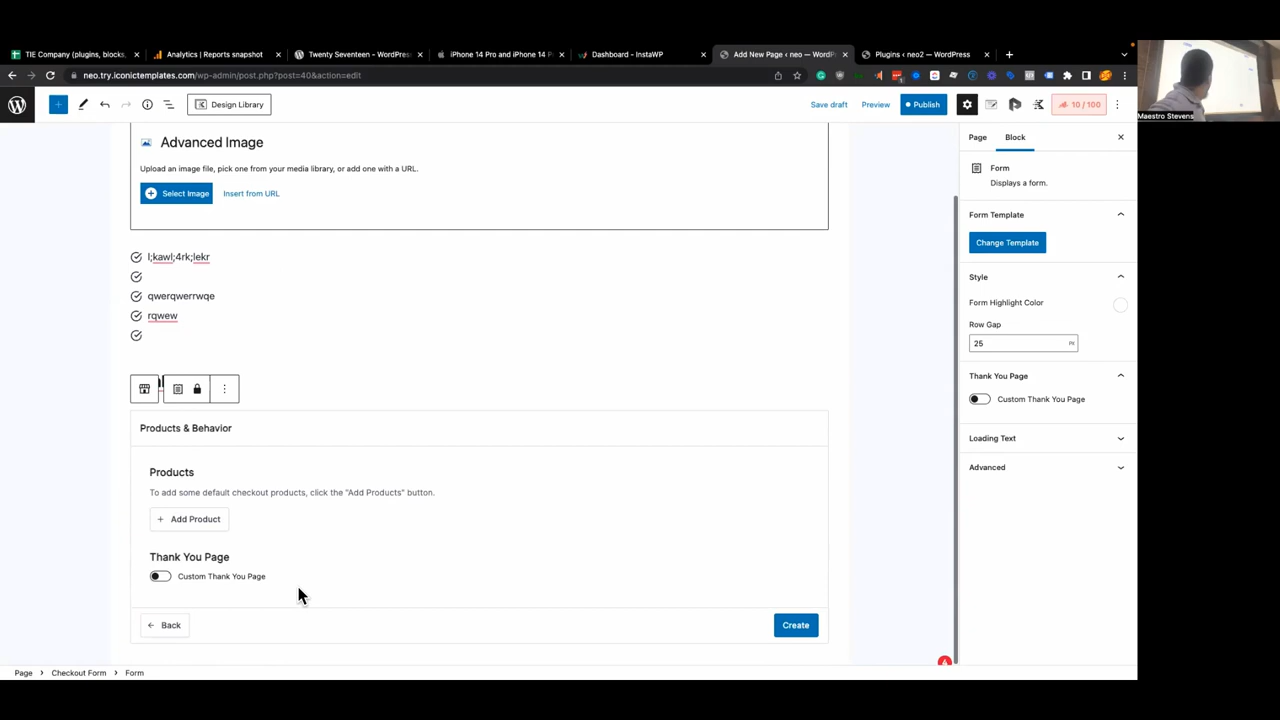 TIE Company (plugins, blocks,
Analytics | Reports snapshot
Twenty Seventeen – WordPress
iPhone 14 Pro and iPhone 14 P
Dashboard - InstaWP
Add New Page ‹ neo — WordPr
Plugins ‹ neo2 — WordPress
neo.try.iconictemplates.com/wp-admin/post.php?post=40&action=edit
Design Library
Save draft
Preview
Publish
10 / 100
Maestro Stevens
Advanced Image
Upload an image file, pick one from your media library, or add one with a URL.
Select Image
Insert from URL
l;kawl;4rk;lekr
qwerqwerrwqe
rqwew
Products & Behavior
Products
To add some default checkout products, click the "Add Products" button.
+ Add Product
Thank You Page
Custom Thank You Page
← Back
Create
Page
Block
Form
Displays a form.
Form Template
Change Template
Style
Form Highlight Color
Row Gap
25
PX
Thank You Page
Custom Thank You Page
Loading Text
Advanced
Page › Checkout Form › Form